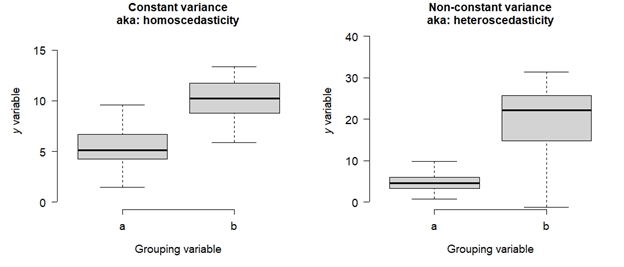 Constant variance
aka: homoscedasticity
15
10
5
0
y variable
a
b
Grouping variable
Non-constant variance
aka: heteroscedasticity
40
30
20
10
0
y variable
a
b
Grouping variable